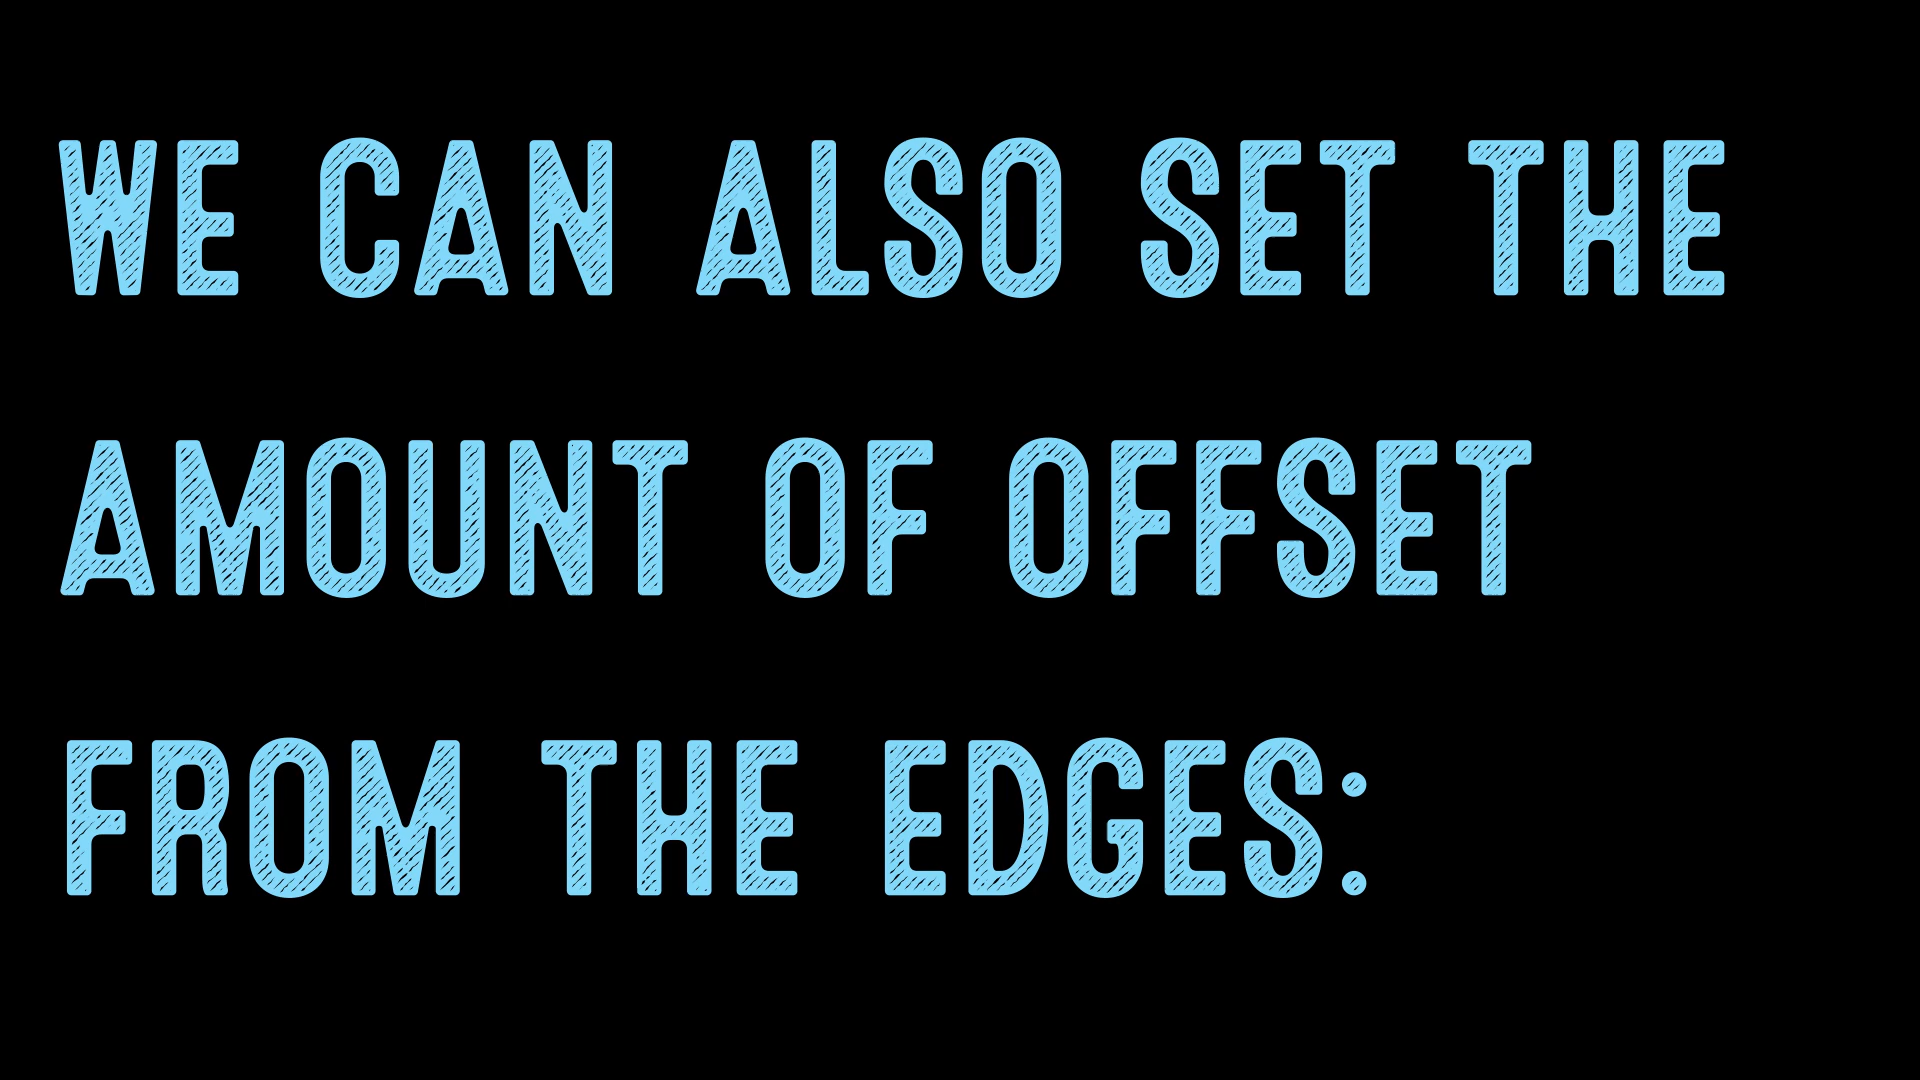 WE CAN ALSO SET THE
AMOUNT OF OFFSET
FROM THE EDGES: